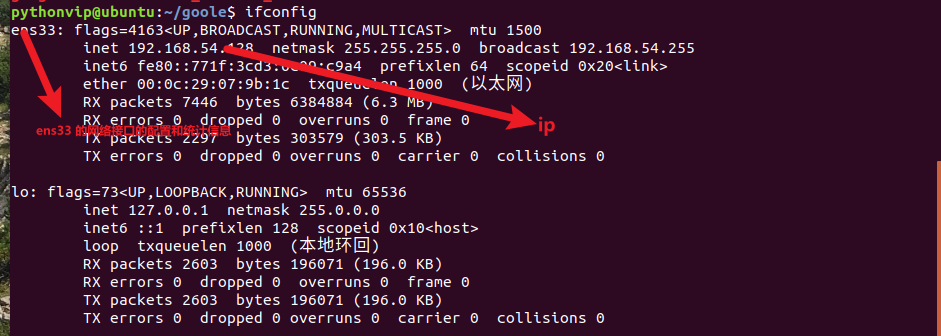 pythonvip@ubuntu:~/goole$ ifconfig
ens33: flags=4163<UP,BROADCAST,RUNNING,MULTICAST>  mtu 1500
inet 192.168.54.128  netmask 255.255.255.0  broadcast 192.168.54.255
inet6 prefixlen 64  scopeid 0x20<link>
ether 00:0c:29:07:9b:1c  txqueuelen 1000  (以太网)
RX packets 7446  bytes 6384884 (6.3 MB)
RX errors 0  dropped 0  overruns 0  frame 0
ip
ens33 的网络接口的配置和统计信息
TX packets 2297  bytes 303579 (303.5 KB)
TX errors 0  dropped 0 overruns 0  carrier 0  collisions 0
lo: flags=73<UP,LOOPBACK,RUNNING>  mtu 65536
inet 127.0.0.1  netmask 255.0.0.0
inet6 ::1  prefixlen 128  scopeid 0x10<host>
loop  txqueuelen 1000  (本地环回)
RX packets 2603  bytes 196071 (196.0 KB)
RX errors 0  dropped 0  overruns 0  frame 0
TX packets 2603  bytes 196071 (196.0 KB)
TX errors 0  dropped 0 overruns 0  carrier 0  collisions 0